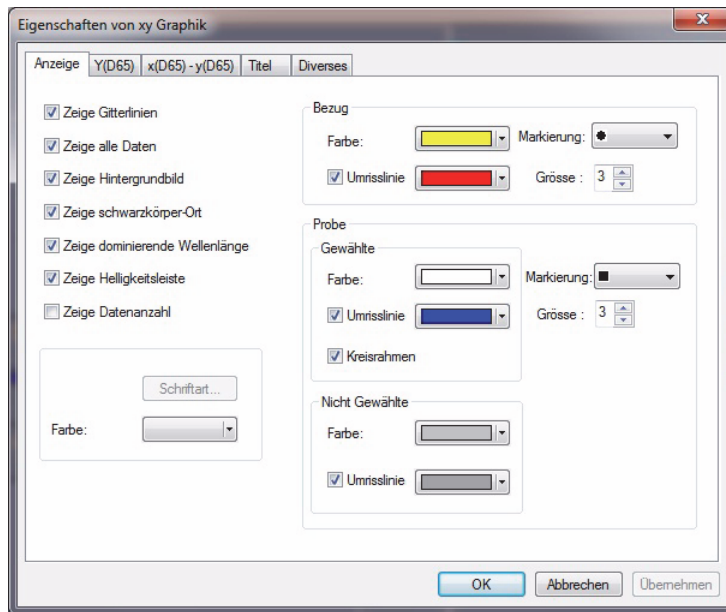 Eigenschaften von xy Graphik
Anzeige
Y(D65)
x(D65) - y(D65)
Titel
Diverses
Zeige Gitterlinien
Zeige alle Daten
Zeige Hintergrundbild
Zeige schwarzkörper-Ort
Zeige dominierende Wellenlänge
Zeige Helligkeitsleiste
Zeige Datenanzahl
Schriftart...
Farbe:
Bezug
Farbe:
Markierung:
Umrisslinie
Grösse : 3
Probe
Gewählte
Farbe:
Markierung:
Umrisslinie
Grösse : 3
Kreisrahmen
Nicht Gewählte
Farbe:
Umrisslinie
OK
Abbrechen
Übernehmen